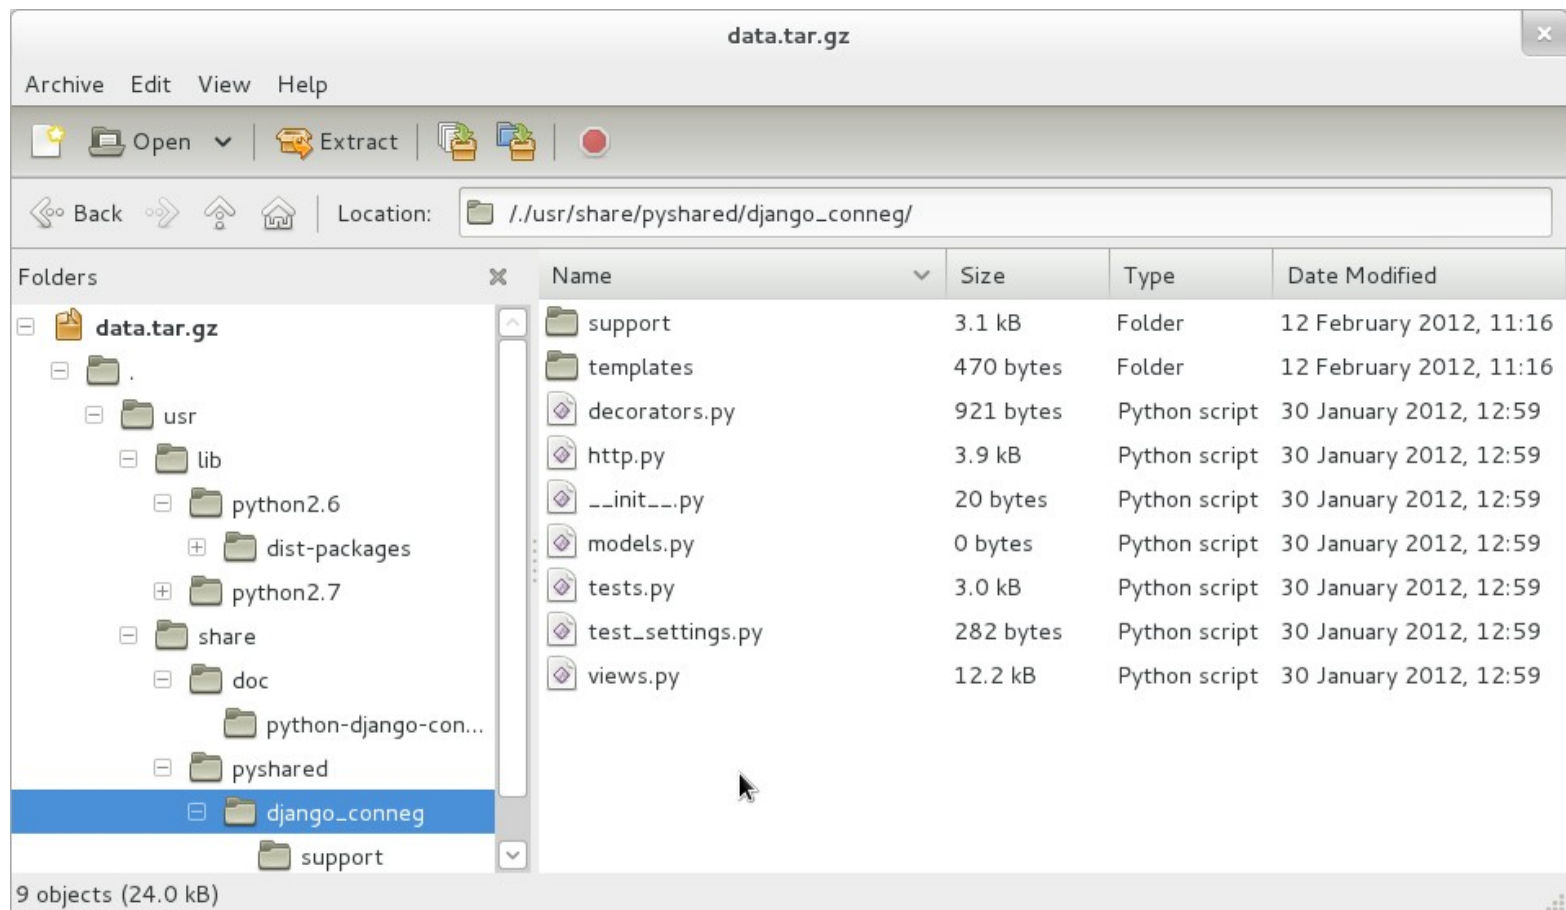 data.tar.gz
Archive Edit View Help
Open Extract
Back Location: /./usr/share/pyshared/django_conneg/
Folders
data.tar.gz
.
usr
lib
python2.6
dist-packages
python2.7
share
doc
python-django-con...
pyshared
django_conneg
support
Name Size Type Date Modified
support 3.1 kB Folder 12 February 2012, 11:16
templates 470 bytes Folder 12 February 2012, 11:16
decorators.py 921 bytes Python script 30 January 2012, 12:59
http.py 3.9 kB Python script 30 January 2012, 12:59
__init__.py 20 bytes Python script 30 January 2012, 12:59
models.py 0 bytes Python script 30 January 2012, 12:59
tests.py 3.0 kB Python script 30 January 2012, 12:59
test_settings.py 282 bytes Python script 30 January 2012, 12:59
views.py 12.2 kB Python script 30 January 2012, 12:59
9 objects (24.0 kB)